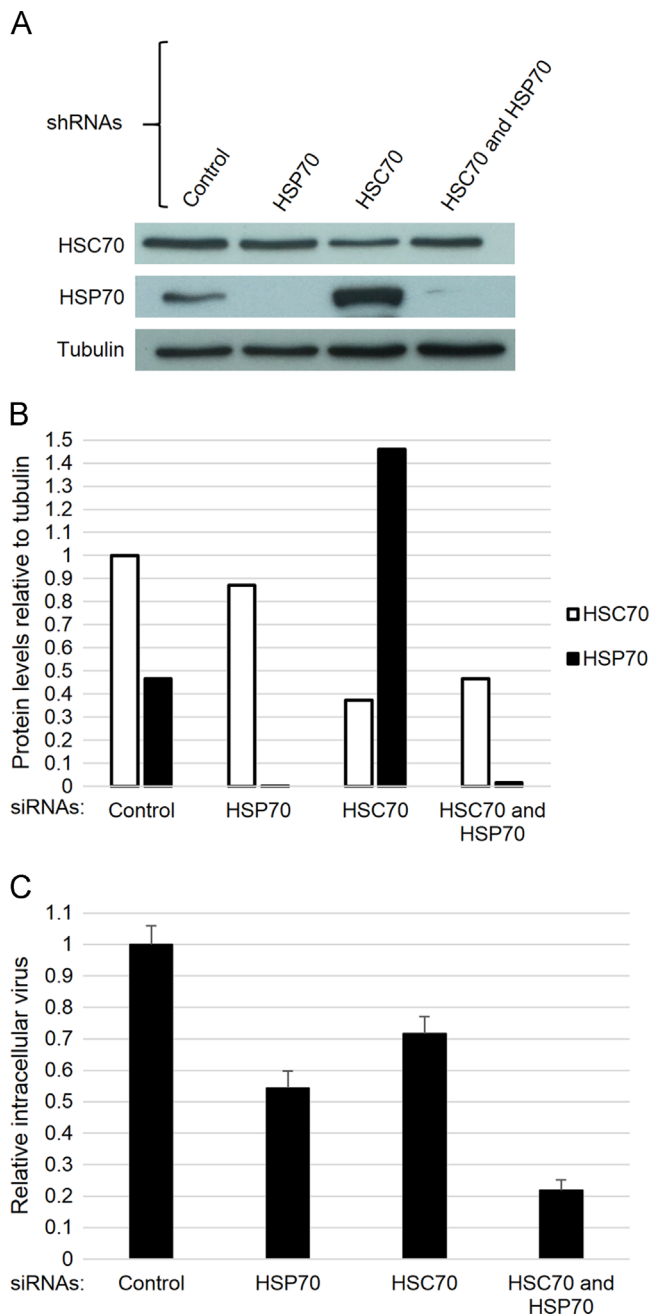 A
shRNAs
Control
HSP70
HSC70
HSC70 and HSP70
HSC70
HSP70
Tubulin
B
Protein levels relative to tubulin
1.5
1.4
1.3
1.2
1.1
1
0.9
0.8
0.7
0.6
0.5
0.4
0.3
0.2
0.1
0
HSC70
HSP70
siRNAs: Control HSP70 HSC70 HSC70 and
HSP70
C
Relative intracellular virus
1.1
1
0.9
0.8
0.7
0.6
0.5
0.4
0.3
0.2
0.1
0
siRNAs: Control HSP70 HSC70 HSC70 and
HSP70